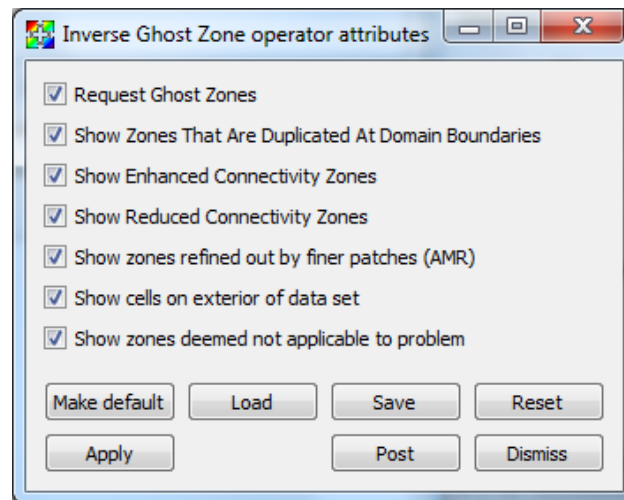 Inverse Ghost Zone operator attributes
Request Ghost Zones
Show Zones That Are Duplicated At Domain Boundaries
Show Enhanced Connectivity Zones
Show Reduced Connectivity Zones
Show zones refined out by finer patches (AMR)
Show cells on exterior of data set
Show zones deemed not applicable to problem
Make default Load Save Reset
Apply Post Dismiss